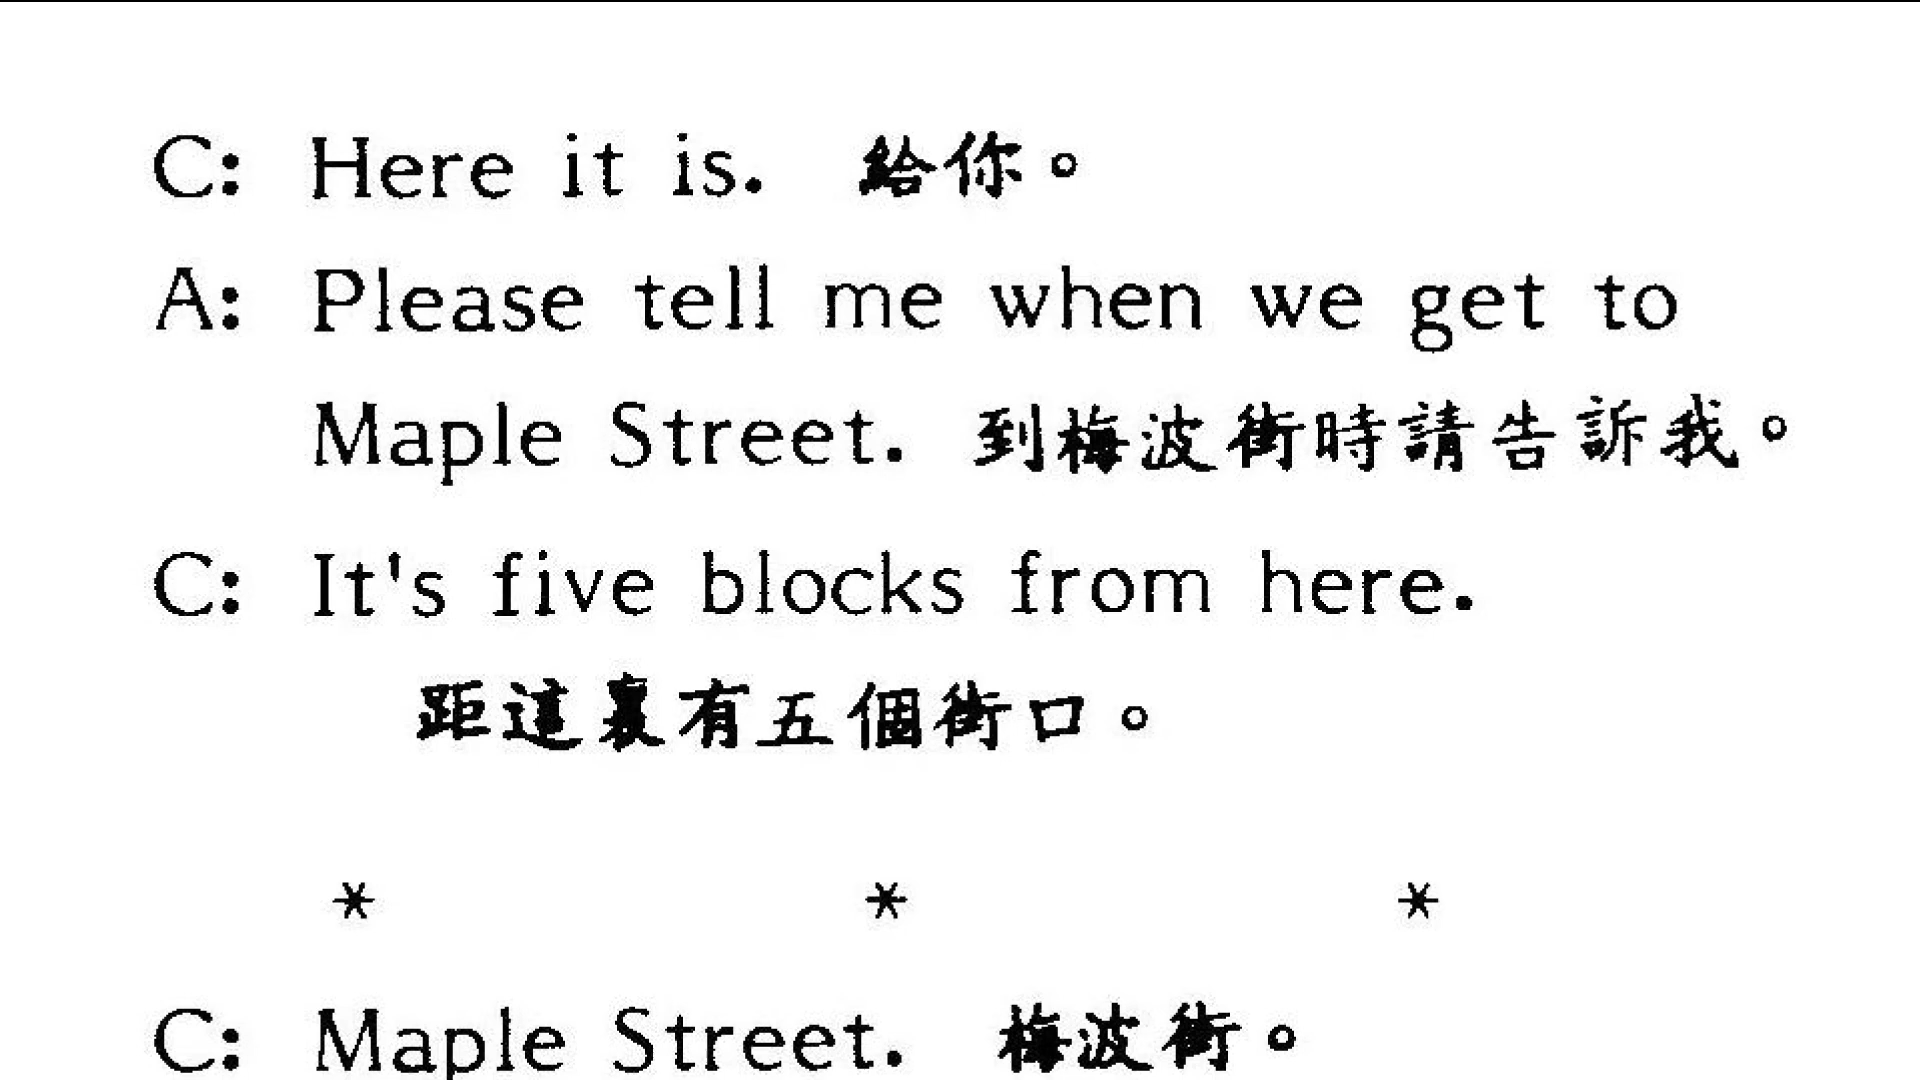 C: Here it is. 給你。
A: Please tell me when we get to
Maple Street. 到梅波街時請告訴我。
C: It's five blocks from here.
距這裏有五個街口。
* * *
C: Maple Street. 梅波街。